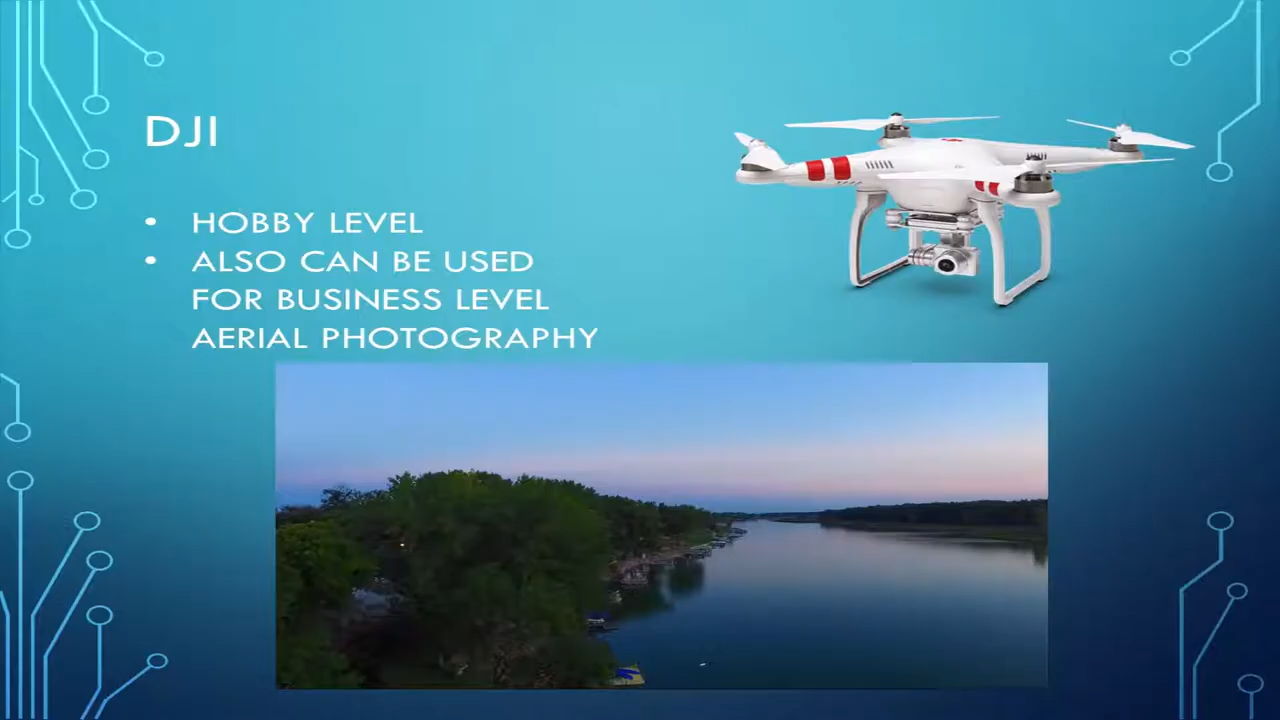 DJI
• HOBBY LEVEL
• ALSO CAN BE USED
FOR BUSINESS LEVEL
AERIAL PHOTOGRAPHY